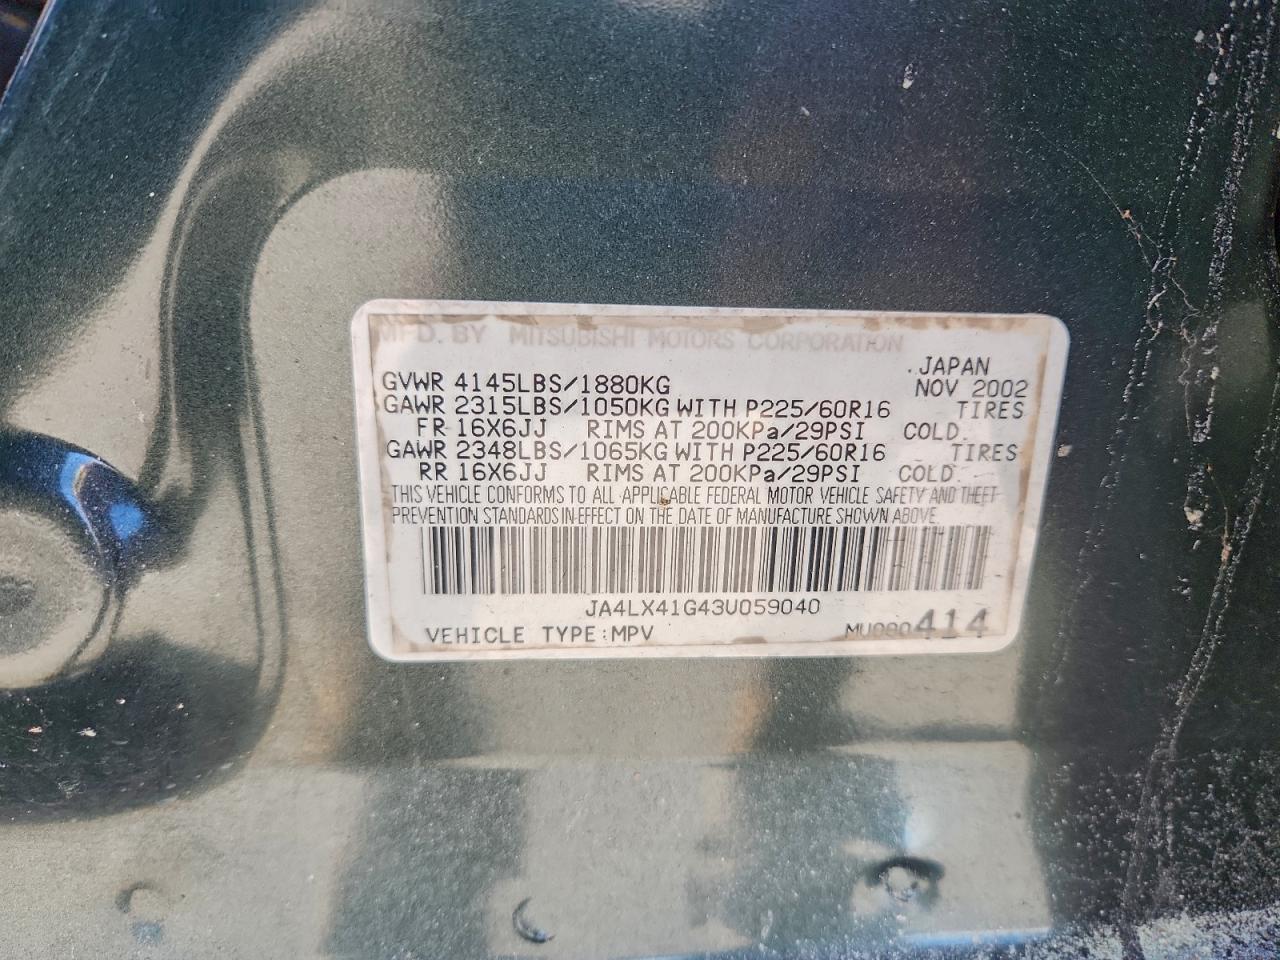 MFD. BY MITSUBISHI MOTORS CORPORATION
JAPAN
GVWR 4145LBS/1880KG NOV 2002
GAWR 2315LBS/1050KG WITH P225/60R16 TIRES
FR 16X6JJ RIMS AT 200KPa/29PSI COLD.
GAWR 2348LBS/1065KG WITH P225/60R16 TIRES
RR 16X6JJ RIMS AT 200KPa/29PSI COLD.
THIS VEHICLE CONFORMS TO ALL APPLICABLE FEDERAL MOTOR VEHICLE SAFETY AND THEFT
PREVENTION STANDARDS IN EFFECT ON THE DATE OF MANUFACTURE SHOWN ABOVE.
JA4LX41G43U059040
VEHICLE TYPE:MPV 414